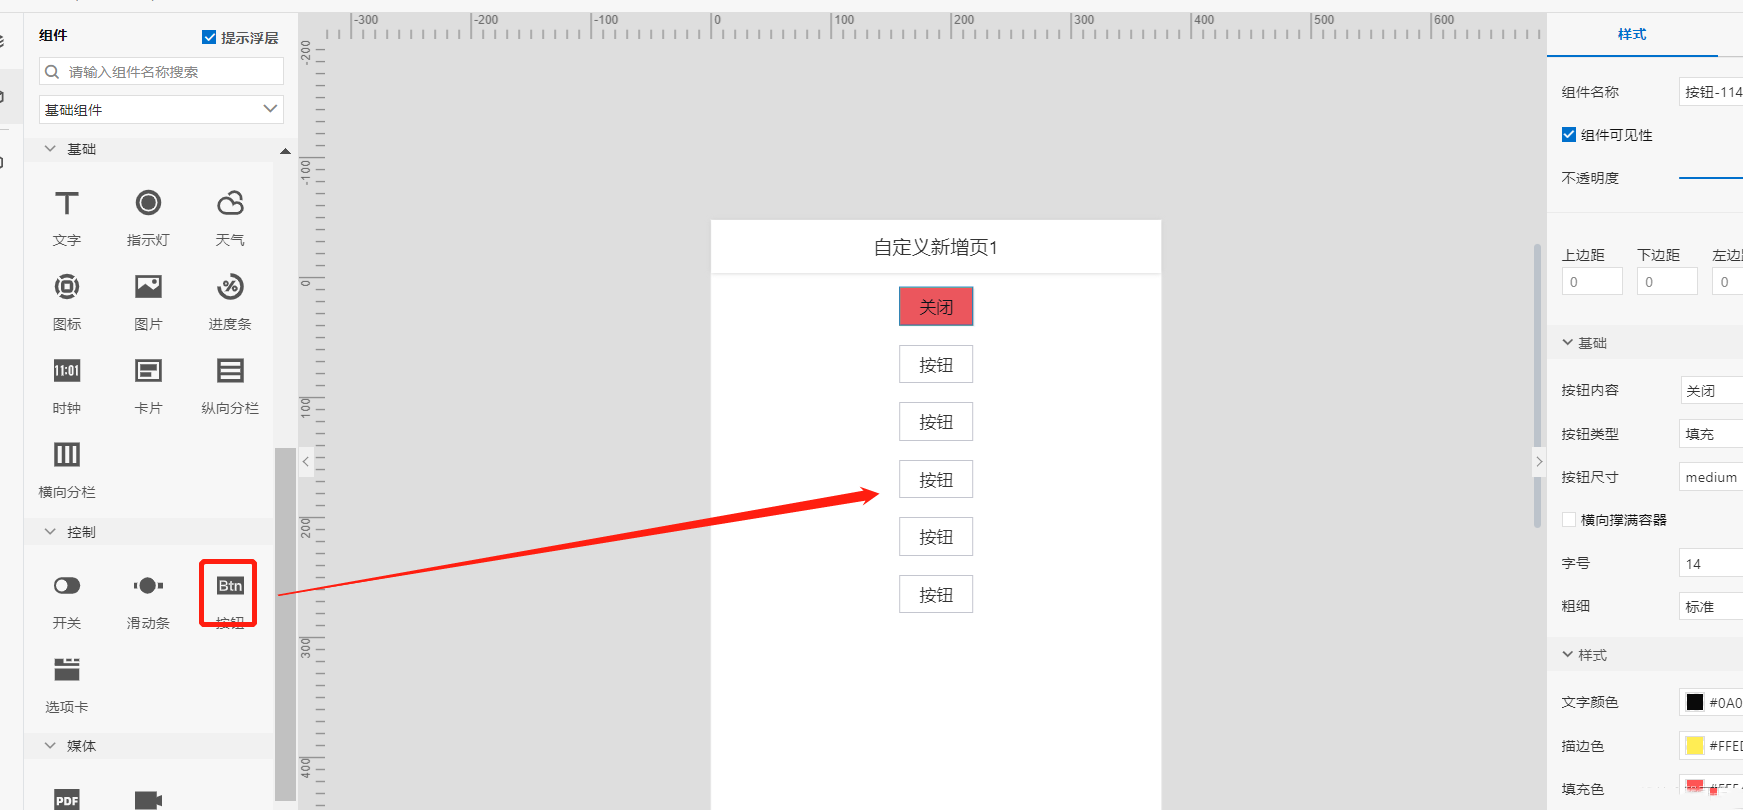 组件
提示浮层
请输入组件名称搜索
基础组件
基础
文字
指示灯
天气
图标
图片
%
进度条
11:01
时钟
卡片
纵向分栏
横向分栏
控制
开关
滑动条
Btn
按钮
选项卡
媒体
PDF
-300
-200
-100
0
100
200
300
400
500
600
-200
-100
0
100
200
300
400
自定义新增页1
关闭
按钮
按钮
按钮
按钮
按钮
样式
组件名称
按钮-114
组件可见性
不透明度
上边距
下边距
左边距
0
0
0
基础
按钮内容
关闭
按钮类型
填充
按钮尺寸
medium
横向撑满容器
字号
14
粗细
标准
样式
文字颜色
#0A0
描边色
#FFED
填充色